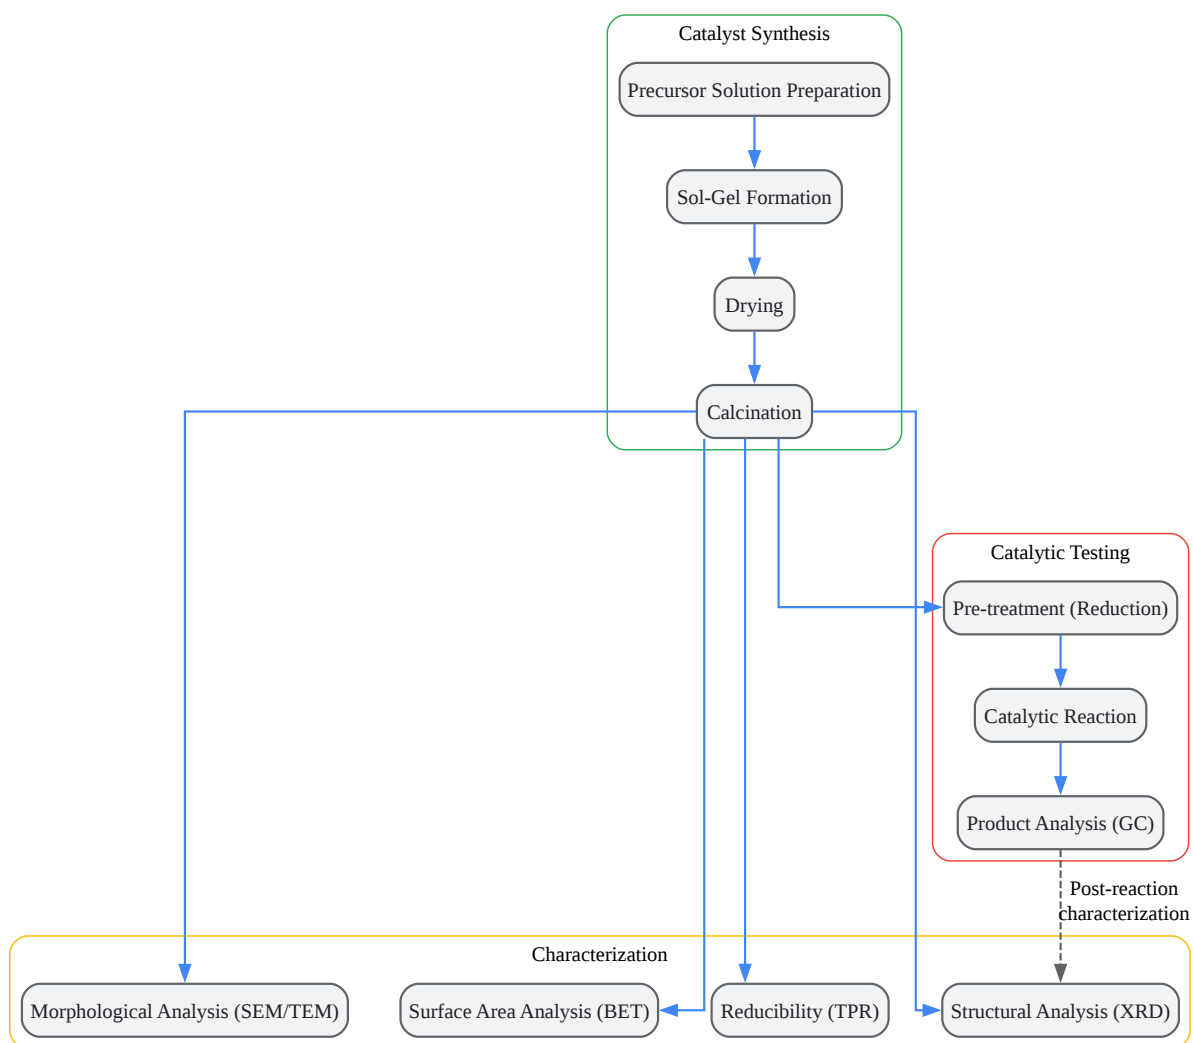 Catalyst Synthesis
Precursor Solution Preparation
Sol-Gel Formation
Drying
Calcination
Catalytic Testing
Pre-treatment (Reduction)
Catalytic Reaction
Product Analysis (GC)
Post-reaction
characterization
Characterization
Morphological Analysis (SEM/TEM)
Surface Area Analysis (BET)
Reducibility (TPR)
Structural Analysis (XRD)